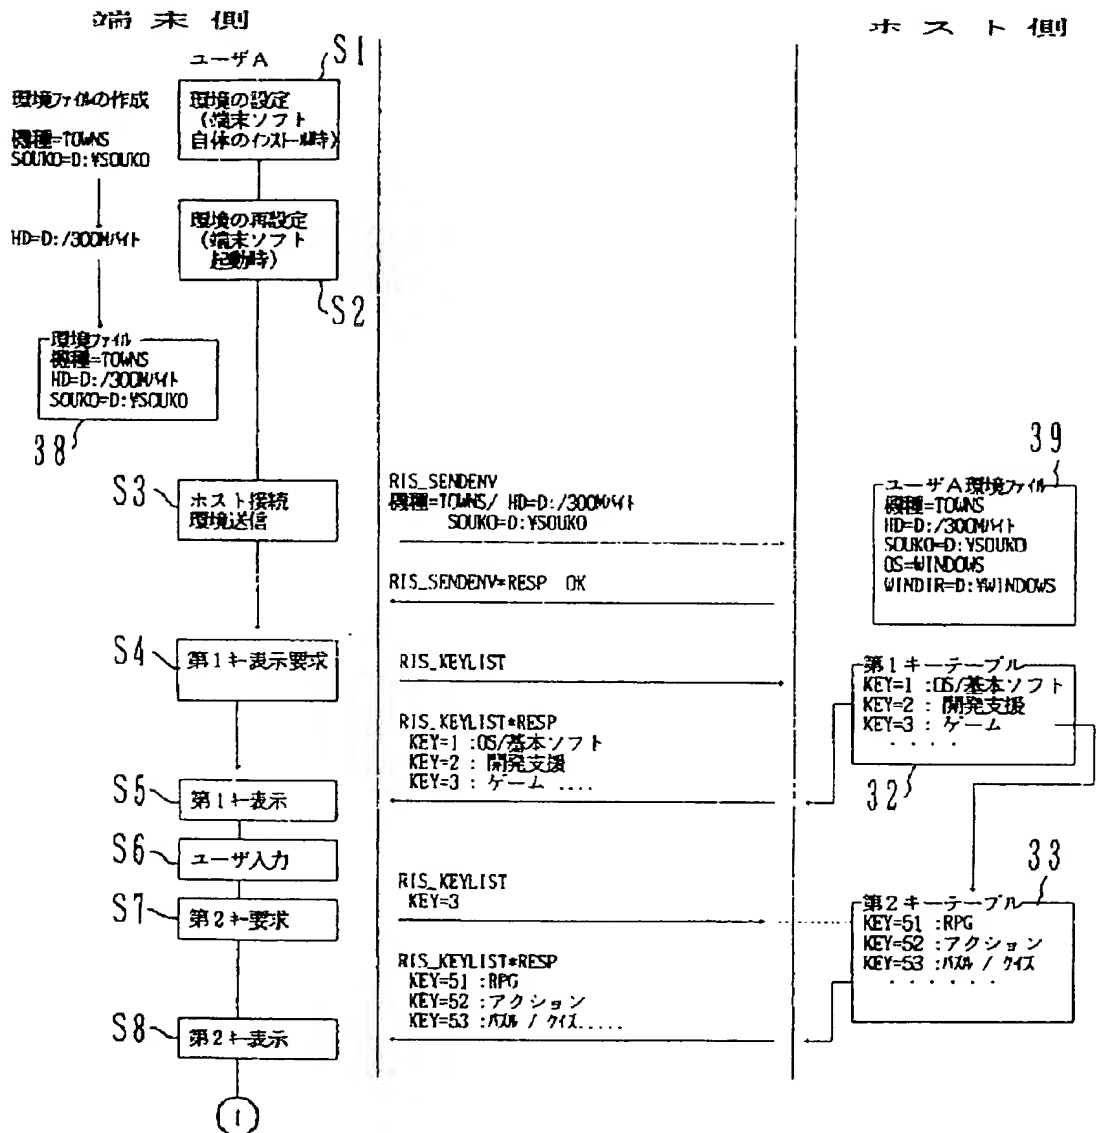 端末側
ホスト側
ユーザA
S1
環境ファイルの作成
機種=TOWNS
SOUKO=D:¥SOUKO
環境の設定
(端末ソフト
自体のインストール時)
HD=D:/300Mバイト
環境の再設定
(端末ソフト
起動時)
S2
環境ファイル
機種=TOWNS
HD=D:/300Mバイト
SOUKO=D:¥SOUKO
38
S3
ホスト接続
環境送信
RIS_SENDENV
機種=TOWNS/ HD=D:/300Mバイト
SOUKO=D:¥SOUKO
RIS_SENDENV*RESP OK
39
ユーザA環境ファイル
機種=TOWNS
HD=D:/300Mバイト
SOUKO=D:¥SOUKO
OS=WINDOWS
WINDIR=D:¥WINDOWS
S4
第1キー表示要求
RIS_KEYLIST
第1キーテーブル
KEY=1 :OS/基本ソフト
KEY=2 : 開発支援
KEY=3 : ゲーム
....
32
RIS_KEYLIST*RESP
KEY=1 :OS/基本ソフト
KEY=2 : 開発支援
KEY=3 : ゲーム ....
S5
第1キー表示
S6
ユーザ入力
S7
第2キー要求
RIS_KEYLIST
KEY=3
33
第2キーテーブル
KEY=51 :RPG
KEY=52 :アクション
KEY=53 :パズル / クイズ
......
RIS_KEYLIST*RESP
KEY=51 :RPG
KEY=52 :アクション
KEY=53 :パズル / クイズ.....
S8
第2キー表示
1